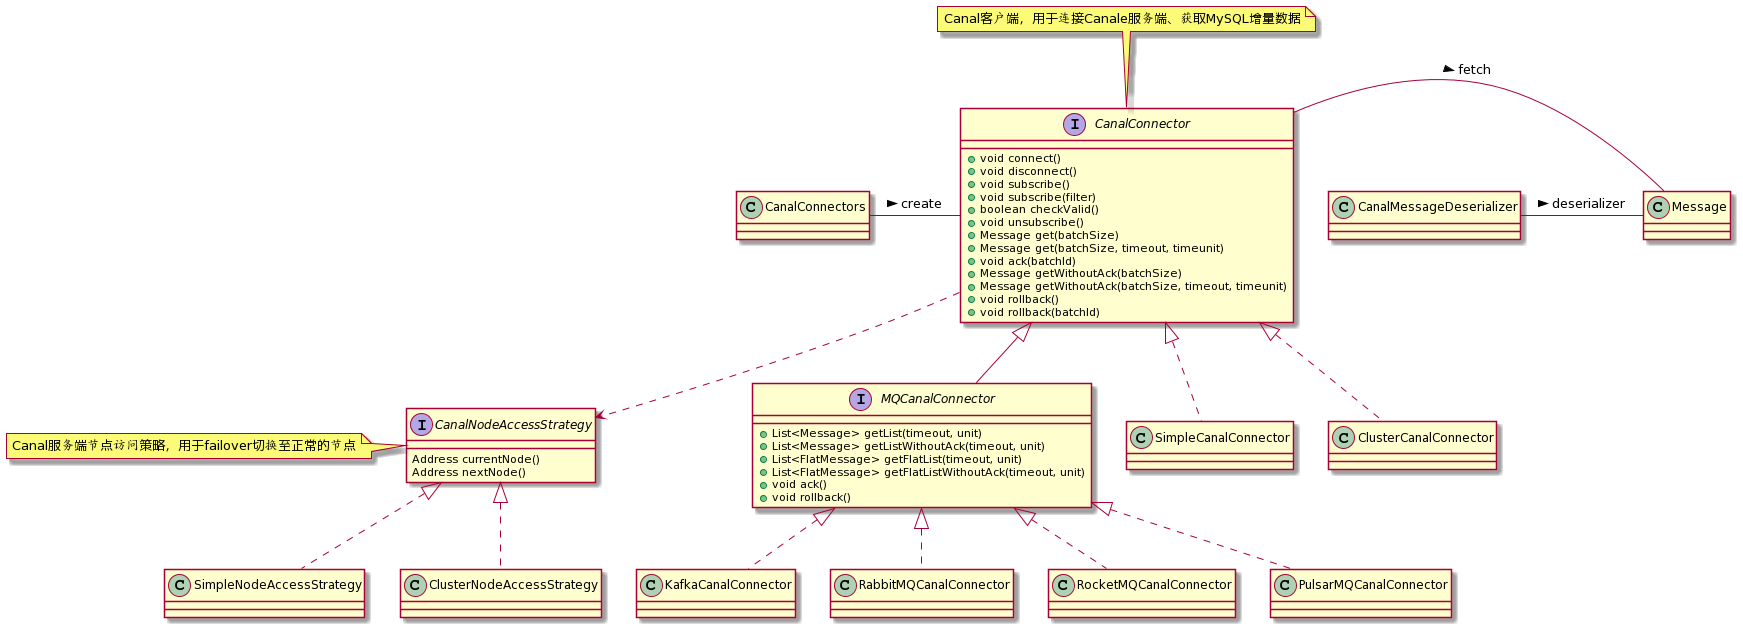 Canal客户端，用于连接Canale服务端、获取MySQL增量数据
fetch
I CanalConnector
void connect()
void disconnect()
void subscribe()
void subscribe(filter)
boolean checkValid()
void unsubscribe()
Message get(batchSize)
Message get(batchSize, timeout, timeunit)
void ack(batchId)
Message getWithoutAck(batchSize)
Message getWithoutAck(batchSize, timeout, timeunit)
void rollback()
void rollback(batchId)
C CanalConnectors
create
C CanalMessageDeserializer
deserializer
C Message
Canal服务端节点访问策略，用于failover切换至正常的节点
I CanalNodeAccessStrategy
Address currentNode()
Address nextNode()
I MQCanalConnector
List<Message> getList(timeout, unit)
List<Message> getListWithoutAck(timeout, unit)
List<FlatMessage> getFlatList(timeout, unit)
List<FlatMessage> getFlatListWithoutAck(timeout, unit)
void ack()
void rollback()
C SimpleCanalConnector
C ClusterCanalConnector
C SimpleNodeAccessStrategy
C ClusterNodeAccessStrategy
C KafkaCanalConnector
C RabbitMQCanalConnector
C RocketMQCanalConnector
C PulsarMQCanalConnector